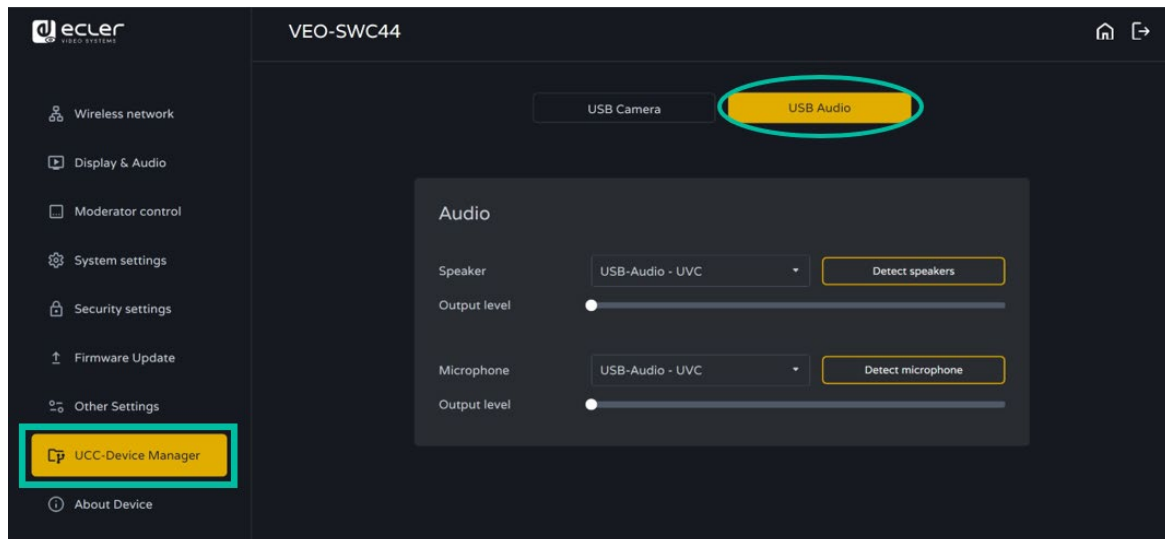 ecler
VIDEO SYSTEMS
VEO-SWC44
Wireless network
Display & Audio
Moderator control
System settings
Security settings
Firmware Update
Other Settings
UCC-Device Manager
About Device
USB Camera
USB Audio
Audio
Speaker
USB-Audio - UVC
Detect speakers
Output level
Microphone
USB-Audio - UVC
Detect microphone
Output level